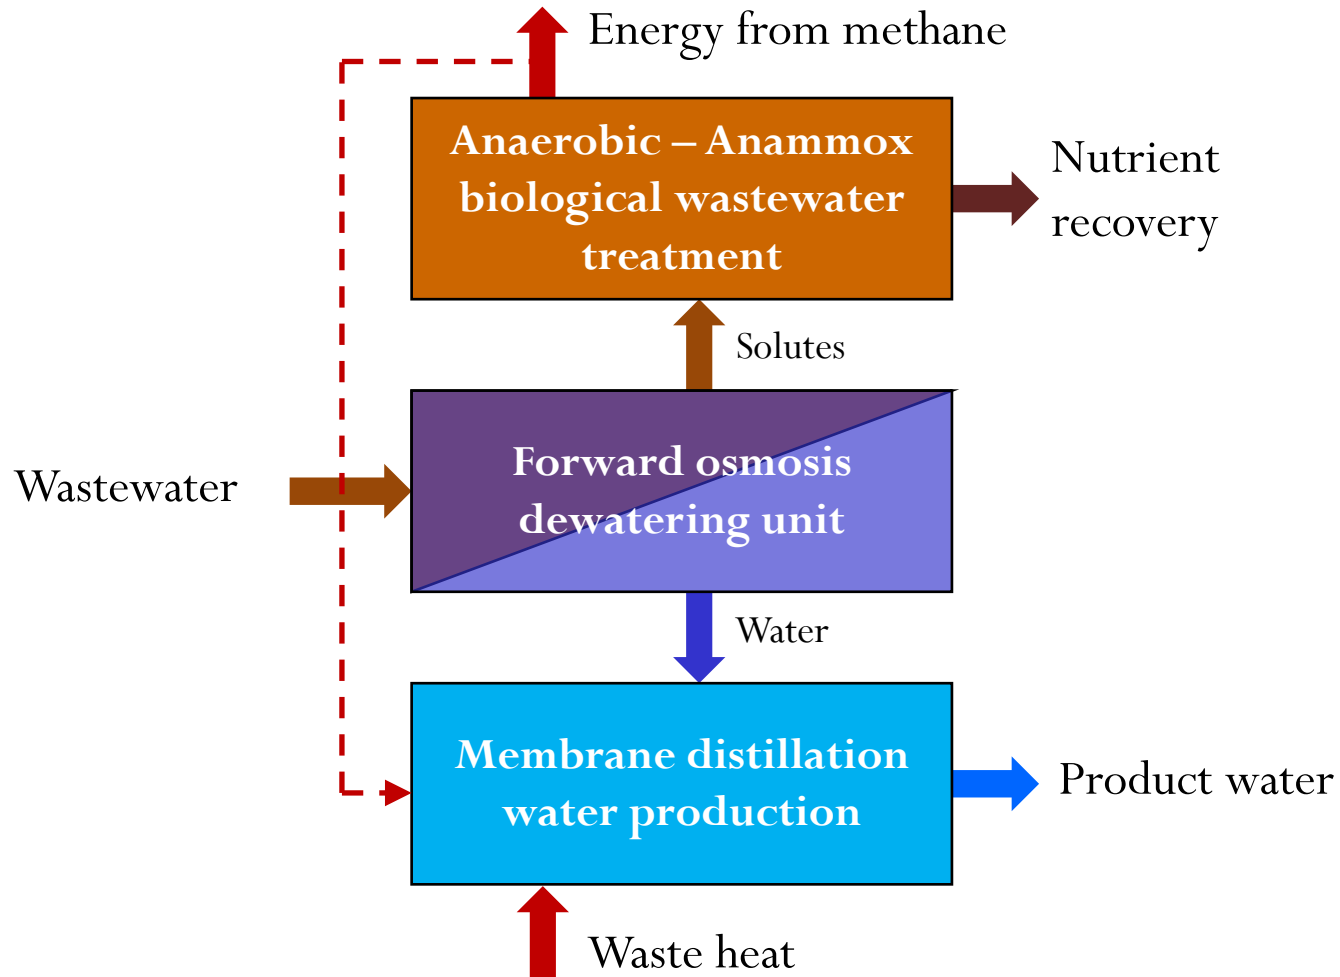 Energy from methane
Anaerobic – Anammox
biological wastewater
treatment
Nutrient
recovery
Solutes
Wastewater
Forward osmosis
dewatering unit
Water
Membrane distillation
water production
Product water
Waste heat